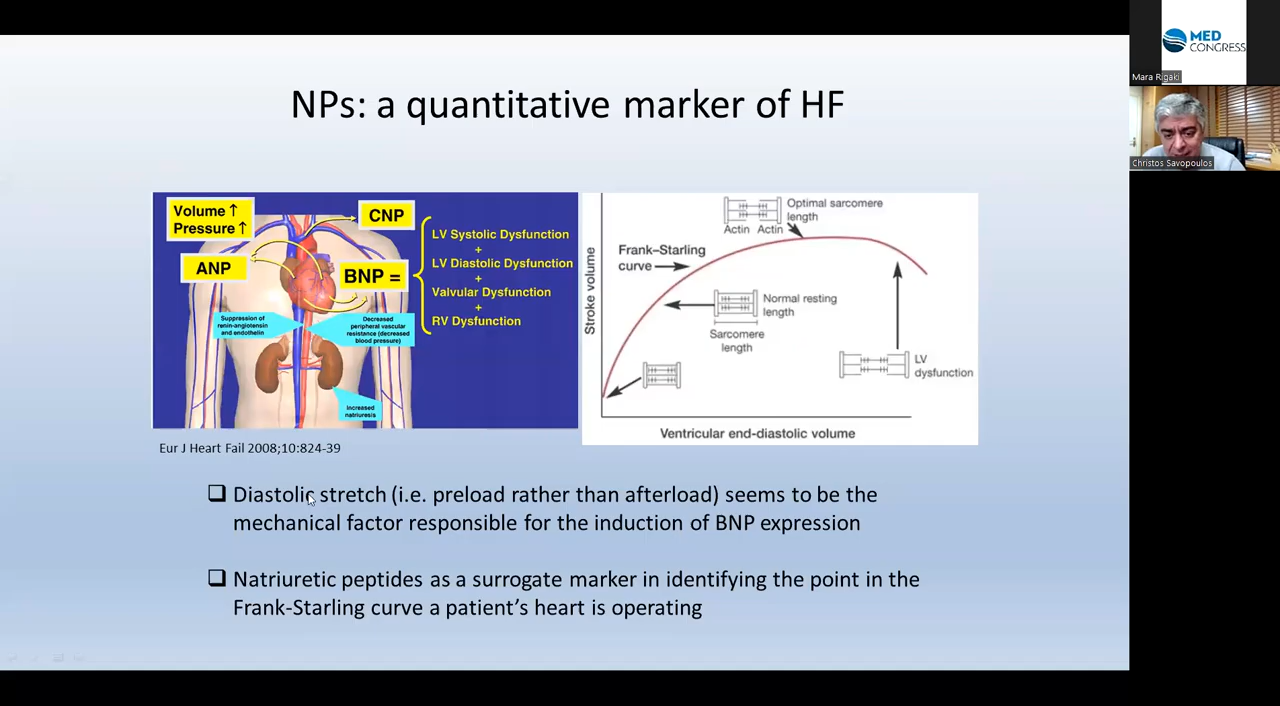 NPs: a quantitative marker of HF
Volume ↑
Pressure ↑
CNP
ANP
BNP =
LV Systolic Dysfunction
+
LV Diastolic Dysfunction
+
Valvular Dysfunction
+
RV Dysfunction
Suppression of
renin-angiotensin
and endothelin
Decreased
peripheral vascular
resistance (decreased
blood pressure)
Increased
natriuresis
Eur J Heart Fail 2008;10:824-39
Stroke volume
Frank–Starling
curve
Optimal sarcomere
length
Actin Actin
Normal resting
length
Sarcomere
length
LV
dysfunction
Ventricular end-diastolic volume
❑ Diastolic stretch (i.e. preload rather than afterload) seems to be the
mechanical factor responsible for the induction of BNP expression
❑ Natriuretic peptides as a surrogate marker in identifying the point in the
Frank-Starling curve a patient's heart is operating
MED
CONGRESS
Mara Rigaki
Christos Savopoulos